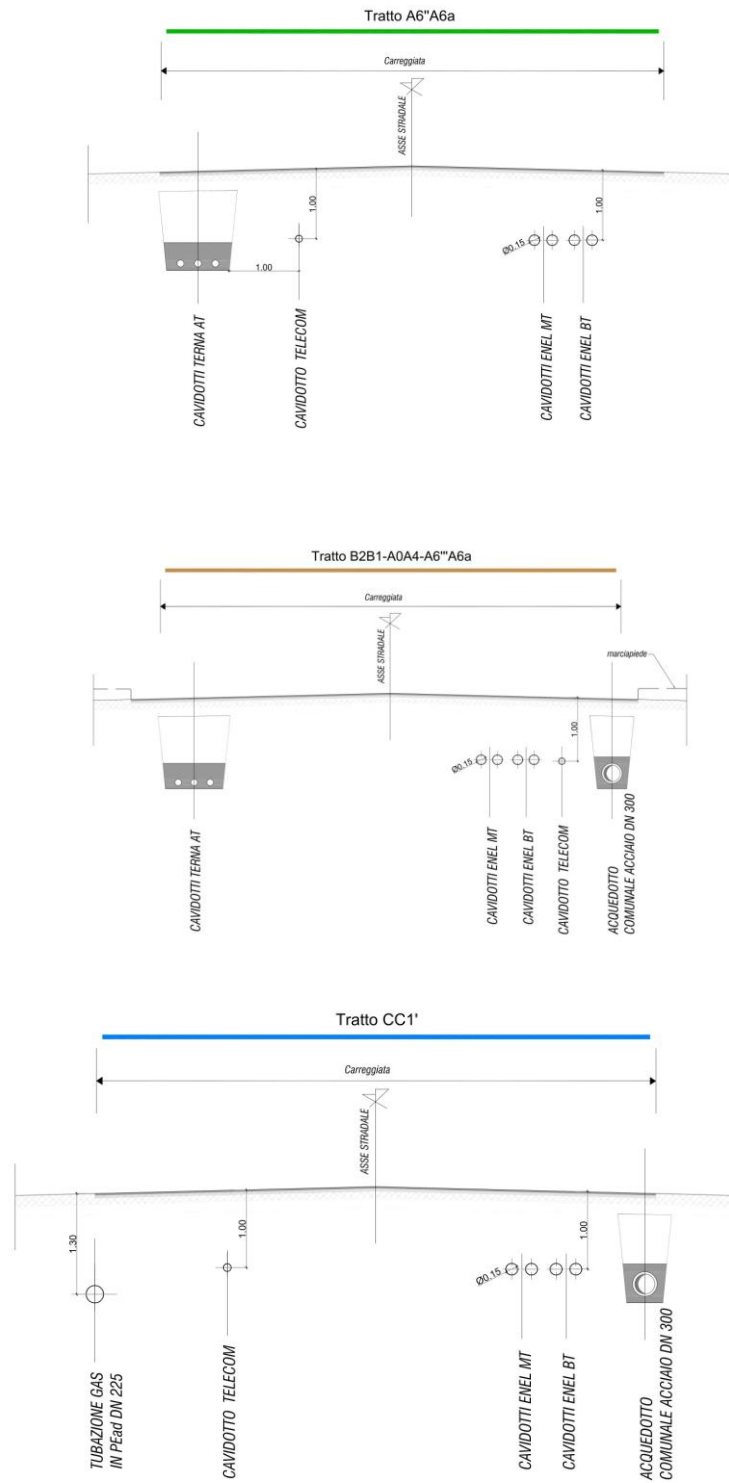 Tratto A6"A6a
Carreggiata
ASSE STRADALE
1.00
1.00
Ø0.15
1.00
CAVIDOTTI TERNA AT
CAVIDOTTO TELECOM
CAVIDOTTI ENEL MT
CAVIDOTTI ENEL BT
Tratto B2B1-A0A4-A6'''A6a
Carreggiata
ASSE STRADALE
marciapiede
1.00
Ø0.15
CAVIDOTTI TERNA AT
CAVIDOTTI ENEL MT
CAVIDOTTI ENEL BT
CAVIDOTTO TELECOM
ACQUEDOTTO
COMUNALE ACCIAIO DN 300
Tratto CC1'
Carreggiata
ASSE STRADALE
1.30
1.00
1.00
Ø0.15
TUBAZIONE GAS
IN PEad DN 225
CAVIDOTTO TELECOM
CAVIDOTTI ENEL MT
CAVIDOTTI ENEL BT
ACQUEDOTTO
COMUNALE ACCIAIO DN 300